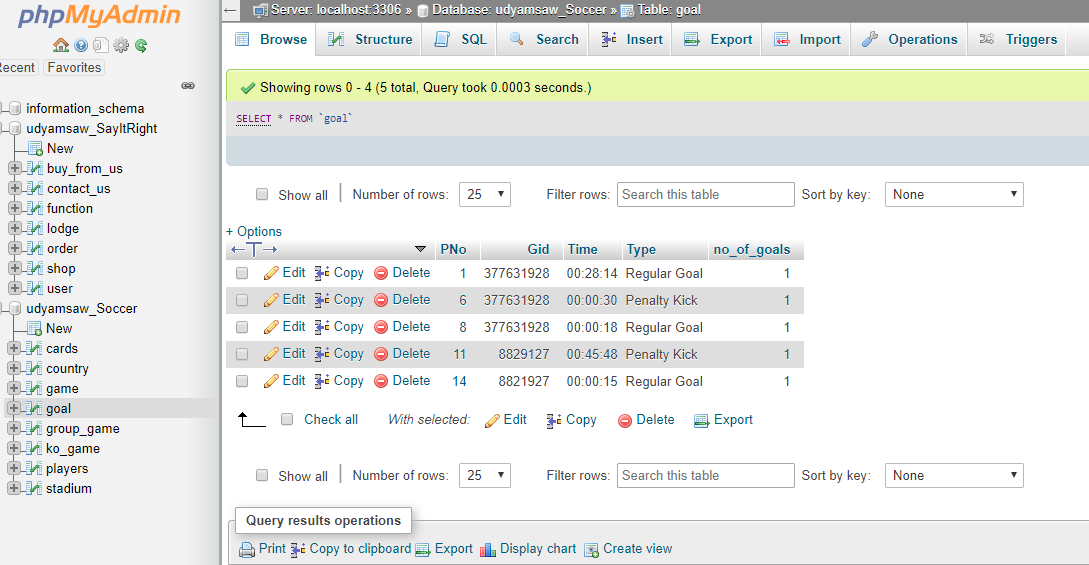 phpMyAdmin
Server: localhost:3306 » Database: udyamsaw_Soccer » Table: goal
Browse Structure SQL Search Insert Export Import Operations Triggers
ecent Favorites
information_schema
udyamsaw_SayItRight
New
buy_from_us
contact_us
function
lodge
order
shop
user
udyamsaw_Soccer
New
cards
country
game
goal
group_game
ko_game
players
stadium
Showing rows 0 - 4 (5 total, Query took 0.0003 seconds.)
SELECT * FROM `goal`
Show all Number of rows: 25 Filter rows: Search this table Sort by key: None
+ Options
PNo Gid Time Type no_of_goals
Edit Copy Delete 1 377631928 00:28:14 Regular Goal 1
Edit Copy Delete 6 377631928 00:00:30 Penalty Kick 1
Edit Copy Delete 8 377631928 00:00:18 Regular Goal 1
Edit Copy Delete 11 8829127 00:45:48 Penalty Kick 1
Edit Copy Delete 14 8821927 00:00:15 Regular Goal 1
Check all With selected: Edit Copy Delete Export
Show all Number of rows: 25 Filter rows: Search this table Sort by key: None
Query results operations
Print Copy to clipboard Export Display chart Create view